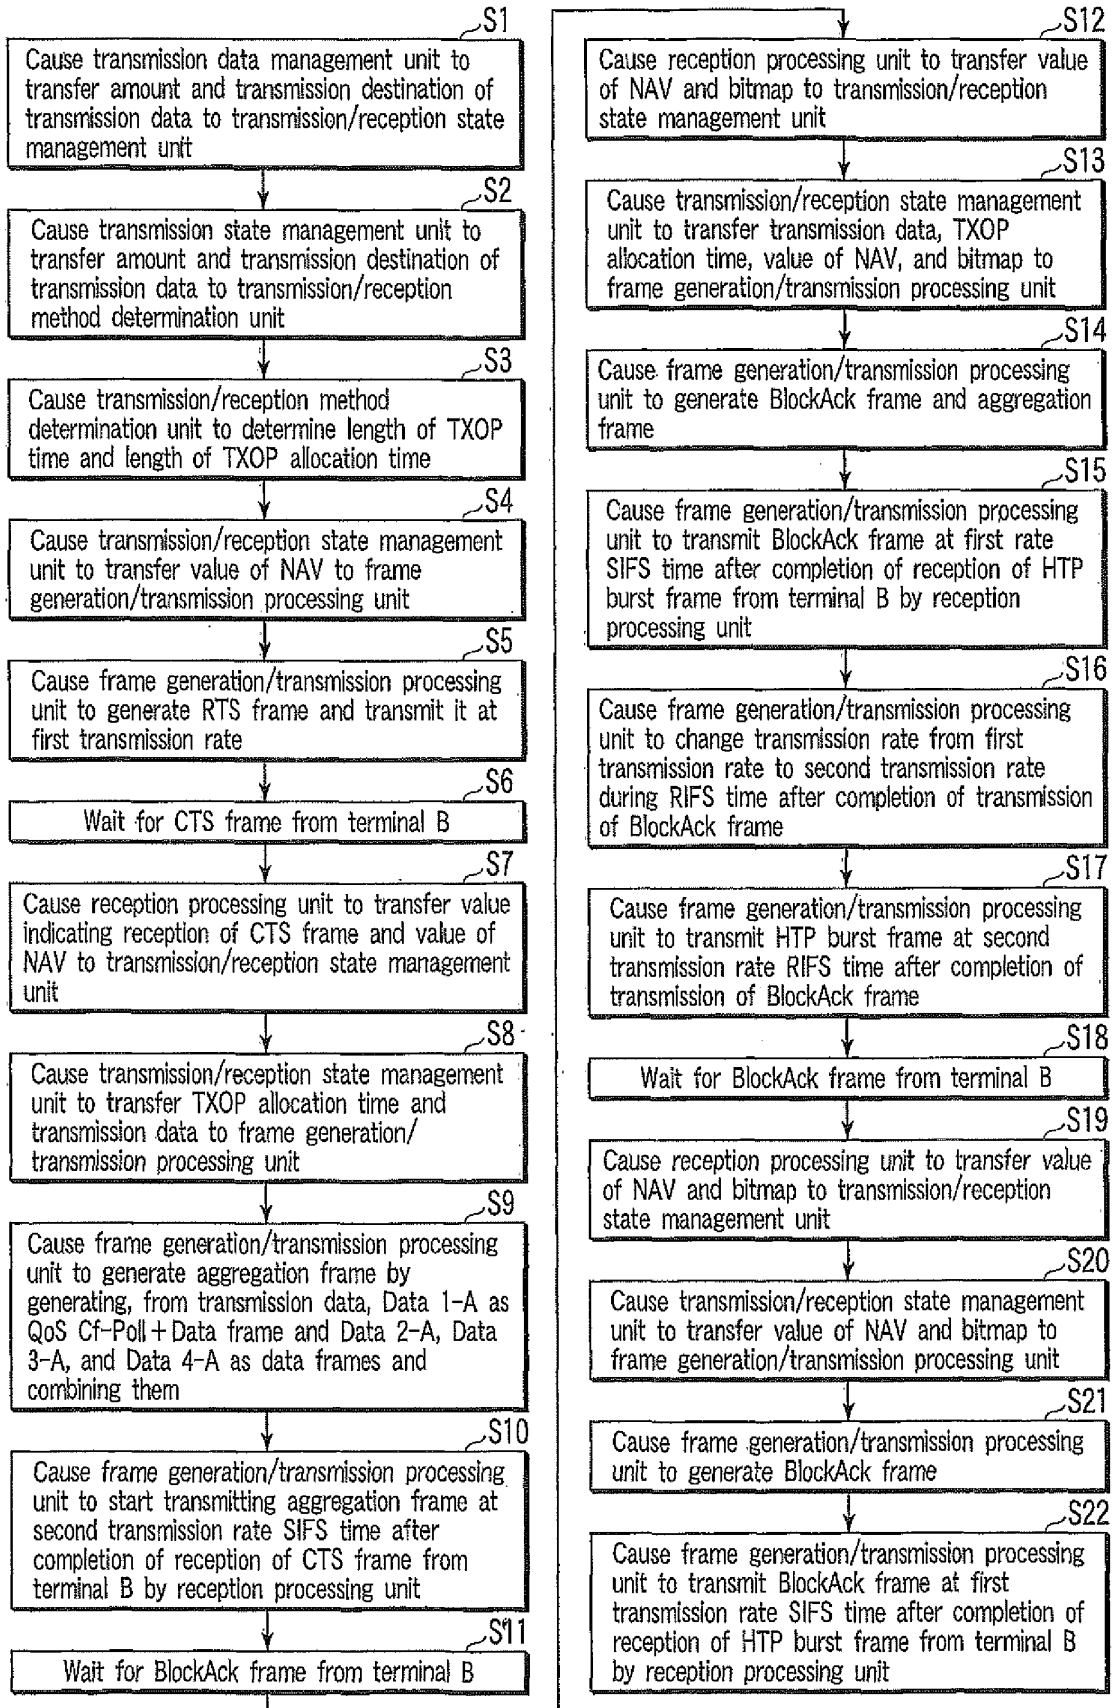 S1
Cause transmission data management unit to
transfer amount and transmission destination of
transmission data to transmission/reception state
management unit
S2
Cause transmission state management unit to
transfer amount and transmission destination of
transmission data to transmission/reception
method determination unit
S3
Cause transmission/reception method
determination unit to determine length of TXOP
time and length of TXOP allocation time
S4
Cause transmission/reception state management
unit to transfer value of NAV to frame
generation/transmission processing unit
S5
Cause frame generation/transmission processing
unit to generate RTS frame and transmit it at
first transmission rate
S6
Wait for CTS frame from terminal B
S7
Cause reception processing unit to transfer value
indicating reception of CTS frame and value of
NAV to transmission/reception state management
unit
S8
Cause transmission/reception state management
unit to transfer TXOP allocation time and
transmission data to frame generation/
transmission processing unit
S9
Cause frame generation/transmission processing
unit to generate aggregation frame by
generating, from transmission data, Data 1-A as
QoS Cf-Poll+Data frame and Data 2-A, Data
3-A, and Data 4-A as data frames and
combining them
S10
Cause frame generation/transmission processing
unit to start transmitting aggregation frame at
second transmission rate SIFS time after
completion of reception of CTS frame from
terminal B by reception processing unit
S11
Wait for BlockAck frame from terminal B
S12
Cause reception processing unit to transfer value
of NAV and bitmap to transmission/reception
state management unit
S13
Cause transmission/reception state management
unit to transfer transmission data, TXOP
allocation time, value of NAV, and bitmap to
frame generation/transmission processing unit
S14
Cause frame generation/transmission processing
unit to generate BlockAck frame and aggregation
frame
S15
Cause frame generation/transmission processing
unit to transmit BlockAck frame at first rate
SIFS time after completion of reception of HTP
burst frame from terminal B by reception
processing unit
S16
Cause frame generation/transmission processing
unit to change transmission rate from first
transmission rate to second transmission rate
during RIFS time after completion of transmission
of BlockAck frame
S17
Cause frame generation/transmission processing
unit to transmit HTP burst frame at second
transmission rate RIFS time after completion of
transmission of BlockAck frame
S18
Wait for BlockAck frame from terminal B
S19
Cause reception processing unit to transfer value
of NAV and bitmap to transmission/reception
state management unit
S20
Cause transmission/reception state management
unit to transfer value of NAV and bitmap to
frame generation/transmission processing unit
S21
Cause frame generation/transmission processing
unit to generate BlockAck frame
S22
Cause frame generation/transmission processing
unit to transmit BlockAck frame at first
transmission rate SIFS time after completion of
reception of HTP burst frame from terminal B
by reception processing unit